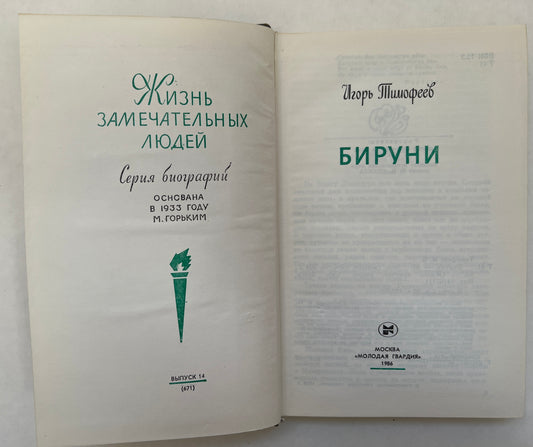 Жизнь
ЗАМЕЧАТЕЛЬНЫХ
ЛЮДЕЙ
Серия биографий
ОСНОВАНА
В 1933 ГОДУ
М. ГОРЬКИМ
ВЫПУСК 14
(671)
Игорь Тимофеев
БИРУНИ
МОСКВА
«МОЛОДАЯ ГВАРДИЯ»
1986